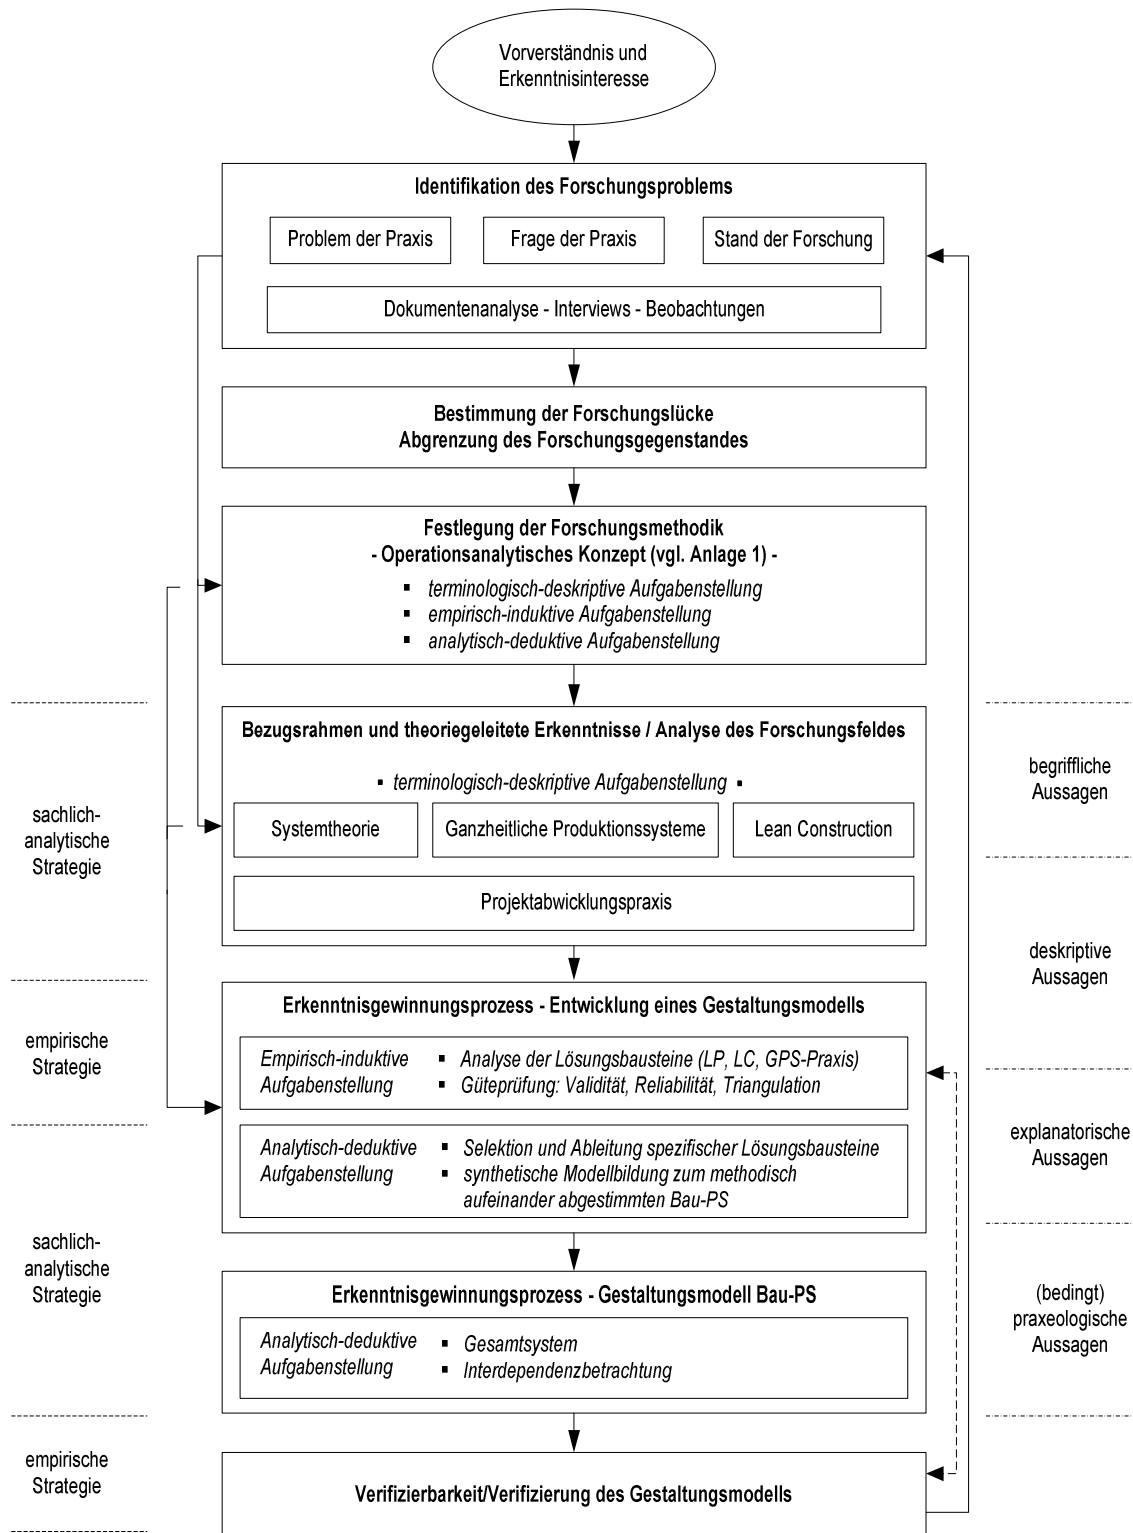 Vorverständnis und
Erkenntnisinteresse
Identifikation des Forschungsproblems
Problem der Praxis
Frage der Praxis
Stand der Forschung
Dokumentenanalyse - Interviews - Beobachtungen
Bestimmung der Forschungslücke
Abgrenzung des Forschungsgegenstandes
Festlegung der Forschungsmethodik
- Operationsanalytisches Konzept (vgl. Anlage 1) -
▪ terminologisch-deskriptive Aufgabenstellung
▪ empirisch-induktive Aufgabenstellung
▪ analytisch-deduktive Aufgabenstellung
Bezugsrahmen und theoriegeleitete Erkenntnisse / Analyse des Forschungsfeldes
▪ terminologisch-deskriptive Aufgabenstellung ▪
Systemtheorie
Ganzheitliche Produktionssysteme
Lean Construction
Projektabwicklungspraxis
Erkenntnisgewinnungsprozess - Entwicklung eines Gestaltungsmodells
Empirisch-induktive
Aufgabenstellung
▪ Analyse der Lösungsbausteine (LP, LC, GPS-Praxis)
▪ Güteprüfung: Validität, Reliabilität, Triangulation
Analytisch-deduktive
Aufgabenstellung
▪ Selektion und Ableitung spezifischer Lösungsbausteine
▪ synthetische Modellbildung zum methodisch
aufeinander abgestimmten Bau-PS
Erkenntnisgewinnungsprozess - Gestaltungsmodell Bau-PS
Analytisch-deduktive
Aufgabenstellung
▪ Gesamtsystem
▪ Interdependenzbetrachtung
Verifizierbarkeit/Verifizierung des Gestaltungsmodells
sachlich-
analytische
Strategie
empirische
Strategie
sachlich-
analytische
Strategie
empirische
Strategie
begriffliche
Aussagen
deskriptive
Aussagen
explanatorische
Aussagen
(bedingt)
praxeologische
Aussagen